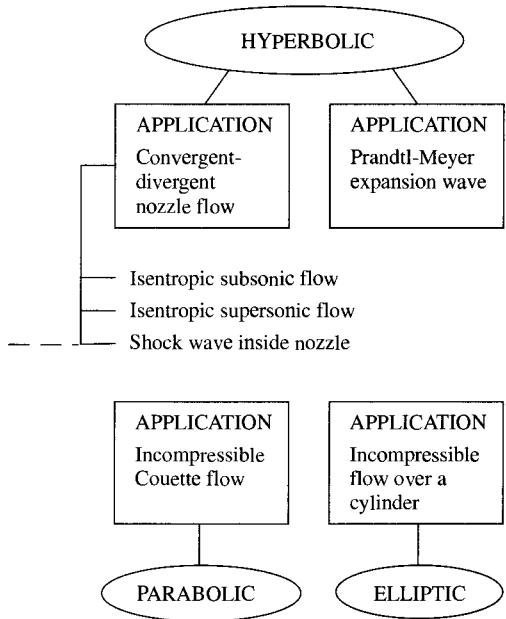 HYPERBOLIC
APPLICATION
Convergent-
divergent
nozzle flow
APPLICATION
Prandtl-Meyer
expansion wave
Isentropic subsonic flow
Isentropic supersonic flow
Shock wave inside nozzle
APPLICATION
Incompressible
Couette flow
APPLICATION
Incompressible
flow over a
cylinder
PARABOLIC
ELLIPTIC